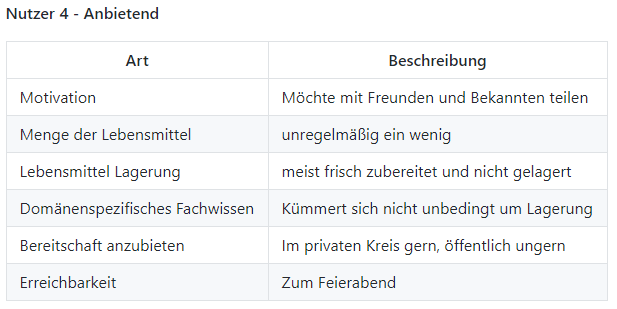 Nutzer 4 - Anbietend
Art Beschreibung
Motivation Möchte mit Freunden und Bekannten teilen
Menge der Lebensmittel unregelmäßig ein wenig
Lebensmittel Lagerung meist frisch zubereitet und nicht gelagert
Domänenspezifisches Fachwissen Kümmert sich nicht unbedingt um Lagerung
Bereitschaft anzubieten Im privaten Kreis gern, öffentlich ungern
Erreichbarkeit Zum Feierabend